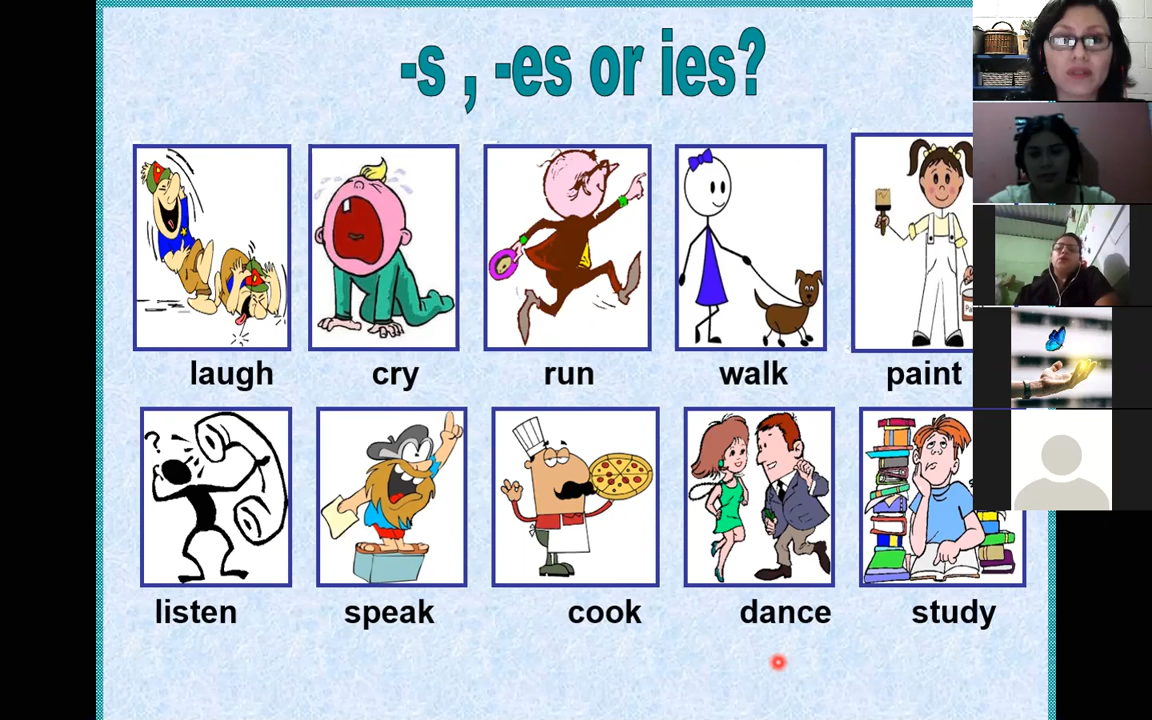 -s , -es or ies?
laugh cry run walk paint
listen speak cook dance study